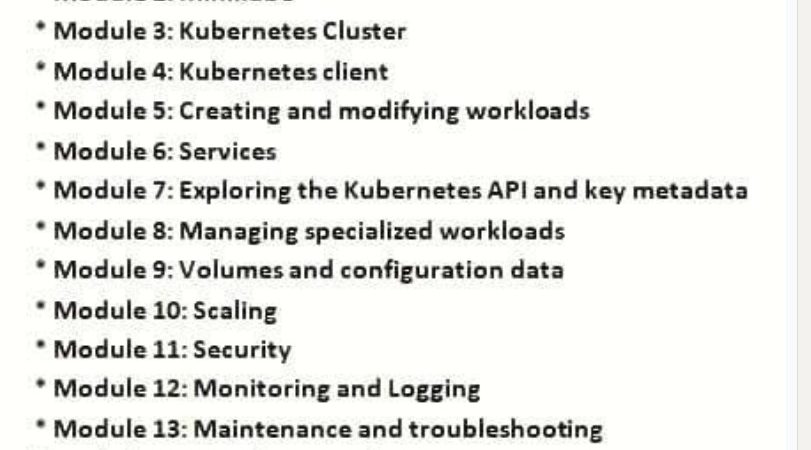 * Module 3: Kubernetes Cluster
* Module 4: Kubernetes client
* Module 5: Creating and modifying workloads
* Module 6: Services
* Module 7: Exploring the Kubernetes API and key metadata
* Module 8: Managing specialized workloads
* Module 9: Volumes and configuration data
* Module 10: Scaling
* Module 11: Security
* Module 12: Monitoring and Logging
* Module 13: Maintenance and troubleshooting